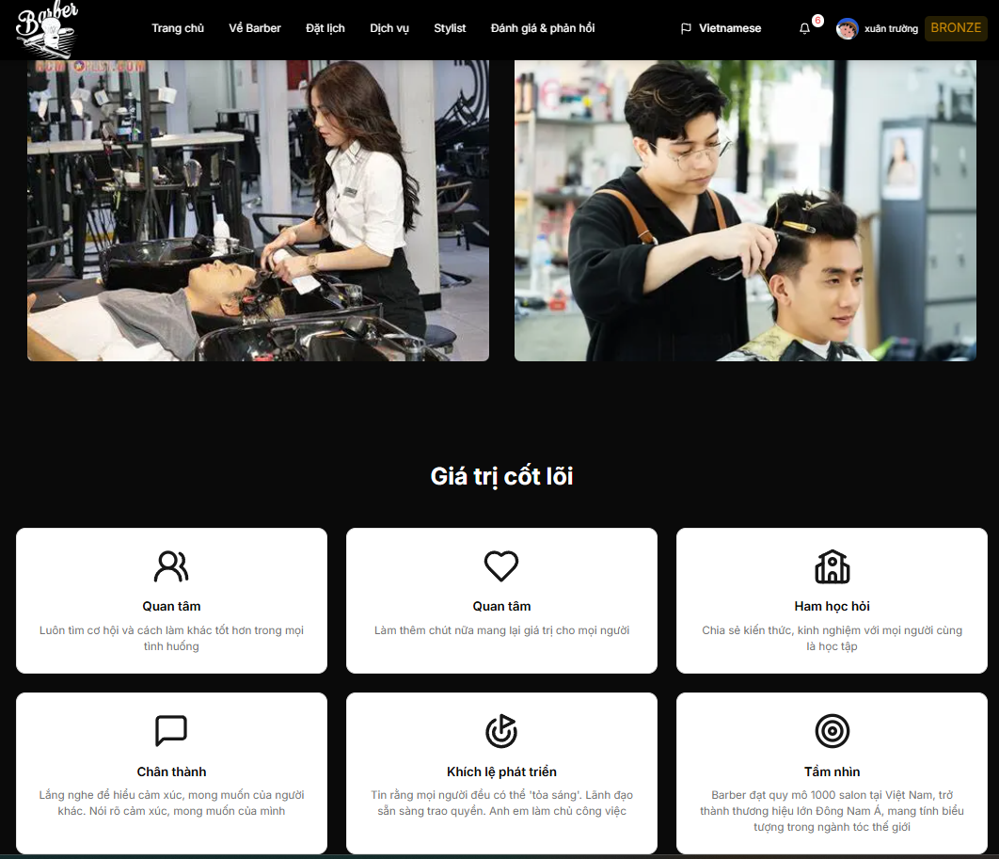 Barber
Trang chủ Về Barber Đặt lịch Dịch vụ Stylist Đánh giá & phản hồi Vietnamese 6 xuân trường BRONZE
Giá trị cốt lõi
Quan tâm
Luôn tìm cơ hội và cách làm khác tốt hơn trong mọi
tình huống
Quan tâm
Làm thêm chút nữa mang lại giá trị cho mọi người
Ham học hỏi
Chia sẻ kiến thức, kinh nghiệm với mọi người cùng
là học tập
Chân thành
Lắng nghe để hiểu cảm xúc, mong muốn của người
khác. Nói rõ cảm xúc, mong muốn của mình
Khích lệ phát triển
Tin rằng mọi người đều có thể 'tỏa sáng'. Lãnh đạo
sẵn sàng trao quyền. Anh em làm chủ công việc
Tầm nhìn
Barber đạt quy mô 1000 salon tại Việt Nam, trở
thành thương hiệu lớn Đông Nam Á, mang tính biểu
tượng trong ngành tóc thế giới